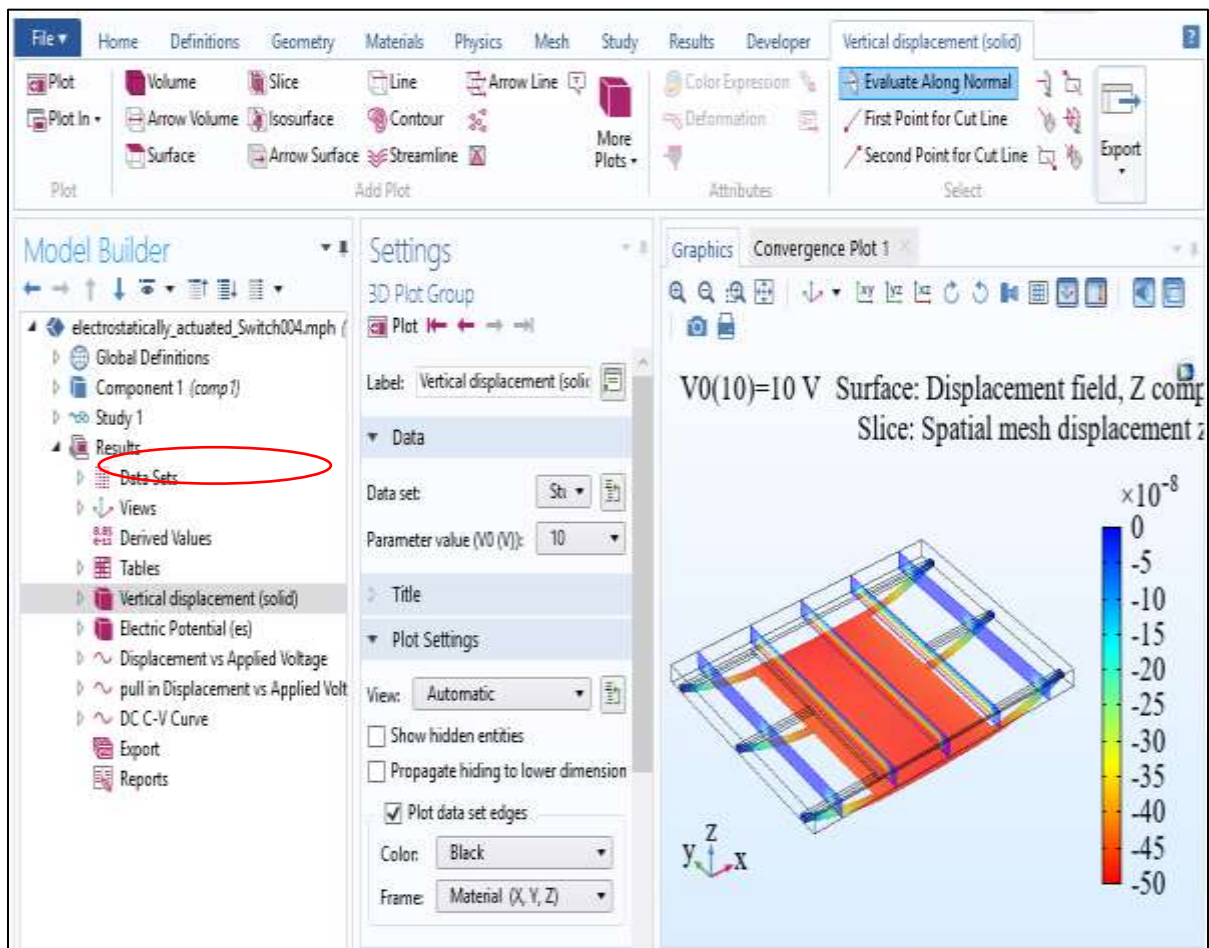 File Home Definitions Geometry Materials Physics Mesh Study Results Developer Vertical displacement (solid) ?
Plot Volume Slice Line Arrow Line T Color Expression Evaluate Along Normal
Plot In Arrow Volume Isosurface Contour Deformation First Point for Cut Line
Surface Arrow Surface Streamline More Plots Second Point for Cut Line Export
Plot Add Plot Attributes Select
Model Builder
electrostatically_actuated_Switch004.mph (
Global Definitions
Component 1 (comp1)
Study 1
Results
Data Sets
Views
8.85
e-12
Derived Values
Tables
Vertical displacement (solid)
Electric Potential (es)
Displacement vs Applied Voltage
pull in Displacement vs Applied Volt
DC C-V Curve
Export
Reports
Settings
3D Plot Group
Plot
Label: Vertical displacement (solic
Data
Data set: Stu
Parameter value (V0 (V)): 10
Title
Plot Settings
View: Automatic
Show hidden entities
Propagate hiding to lower dimension
Plot data set edges
Color: Black
Frame: Material (X, Y, Z)
Graphics Convergence Plot 1
xy yz xz
V0(10)=10 V Surface: Displacement field, Z comp
Slice: Spatial mesh displacement z
×10-8
0
-5
-10
-15
-20
-25
-30
-35
-40
-45
-50
z
y x